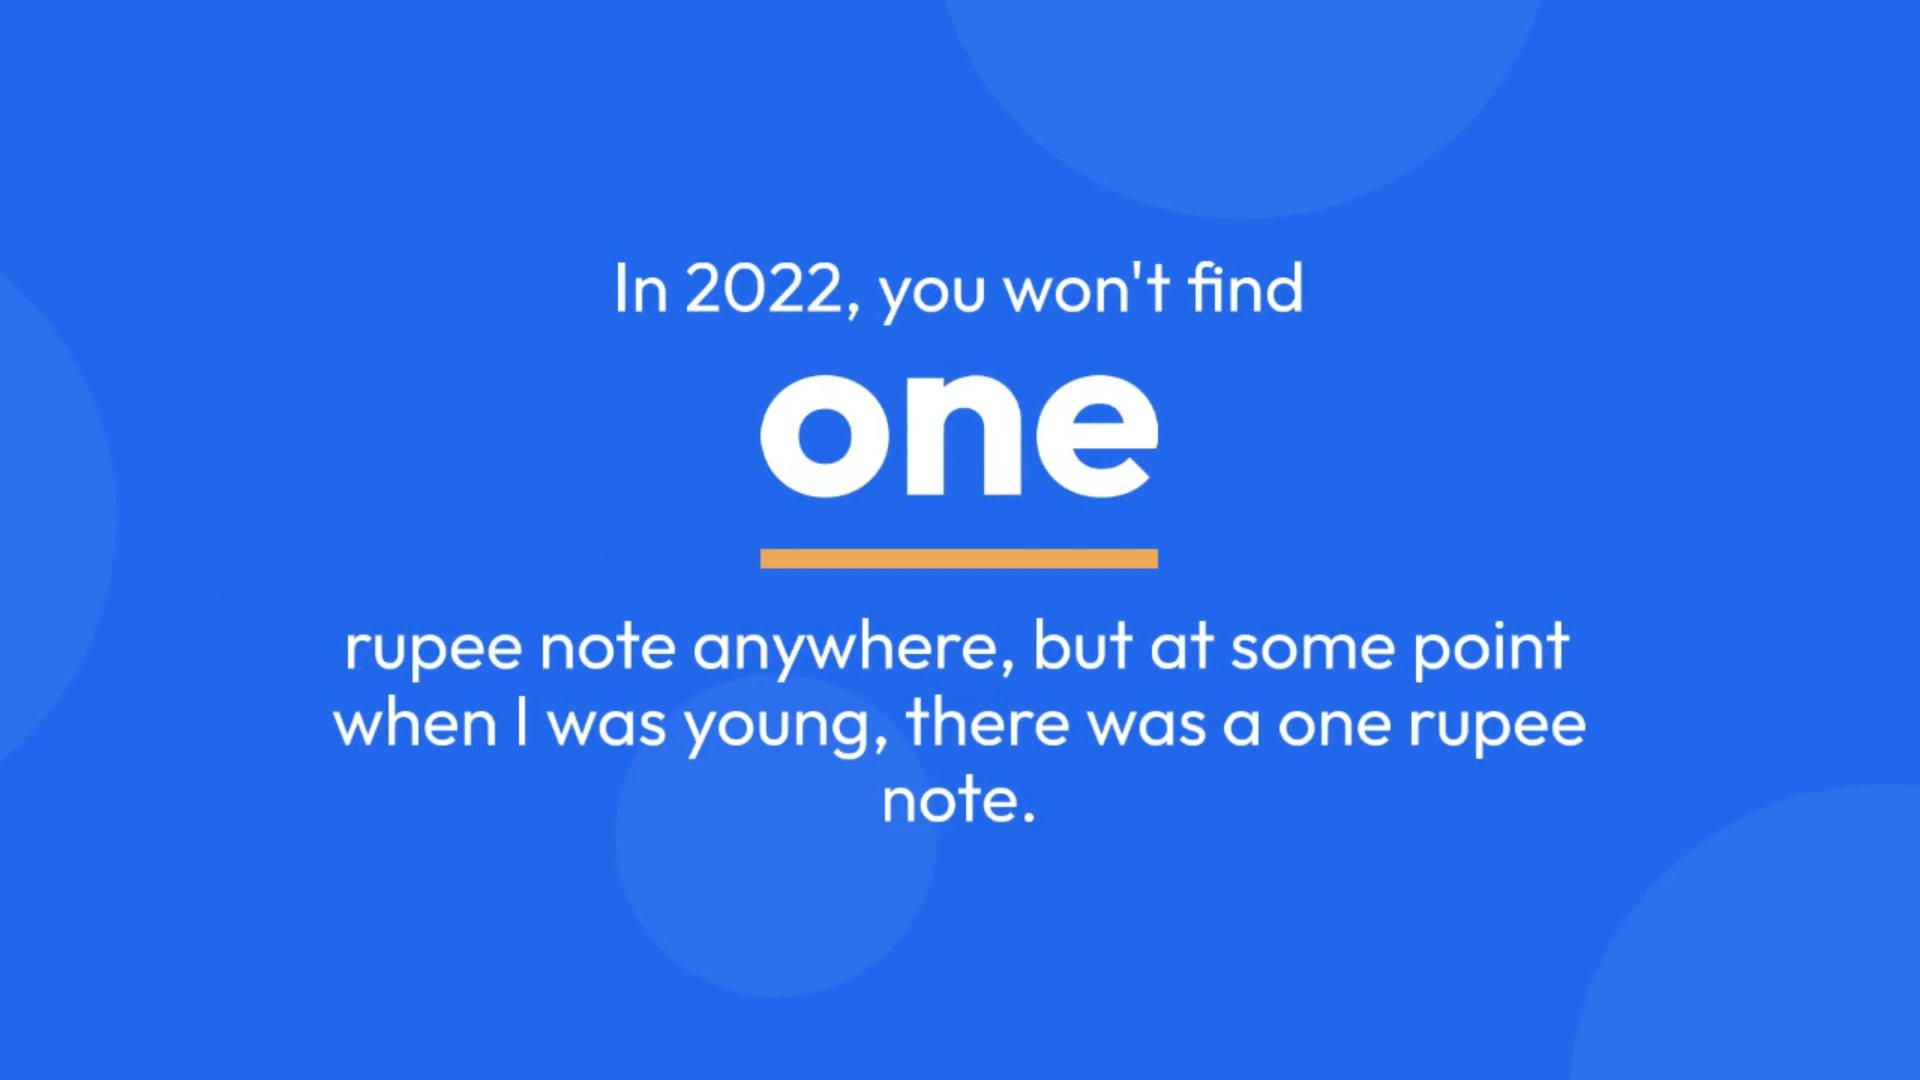 In 2022, you won't find
one
rupee note anywhere, but at some point
when I was young, there was a one rupee
note.